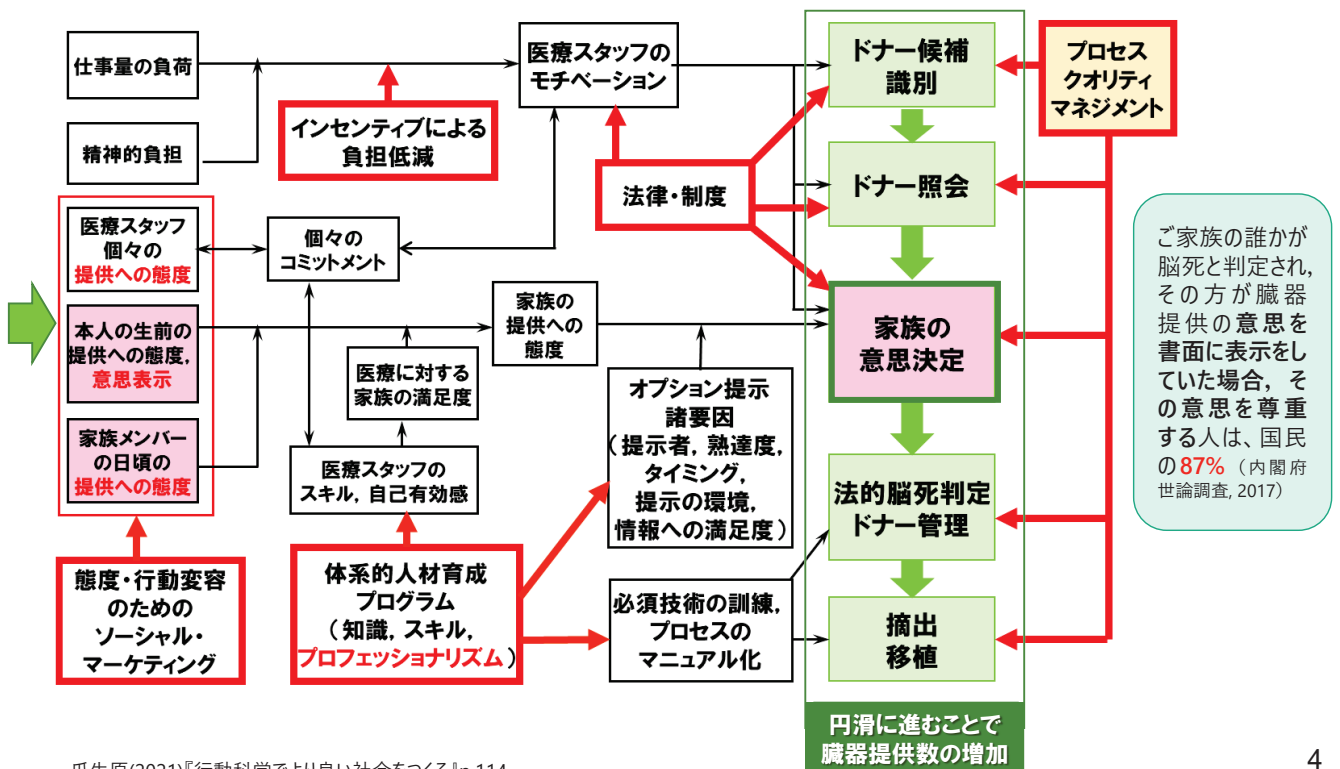 仕事量の負荷
精神的負担
インセンティブによる
負担低減
医療スタッフの
モチベーション
法律・制度
ドナー候補
識別
ドナー照会
家族の
意思決定
法的脳死判定
ドナー管理
摘出
移植
円滑に進むことで
臓器提供数の増加
プロセス
クオリティ
マネジメント
医療スタッフ
個々の
提供への態度
本人の生前の
提供への態度,
意思表示
家族メンバー
の日頃の
提供への態度
個々の
コミットメント
家族の
提供への
態度
医療に対する
家族の満足度
医療スタッフの
スキル, 自己有効感
オプション提示
諸要因
(提示者, 熟達度,
タイミング,
提示の環境,
情報への満足度)
態度・行動変容
のための
ソーシャル・
マーケティング
体系的人材育成
プログラム
(知識, スキル,
プロフェッショナリズム)
必須技術の訓練,
プロセスの
マニュアル化
ご家族の誰かが
脳死と判定され,
その方が臓器
提供の意思を
書面に表示をし
ていた場合, そ
の意思を尊重
する人は、国民
の87% (内閣府
世論調査, 2017)
4